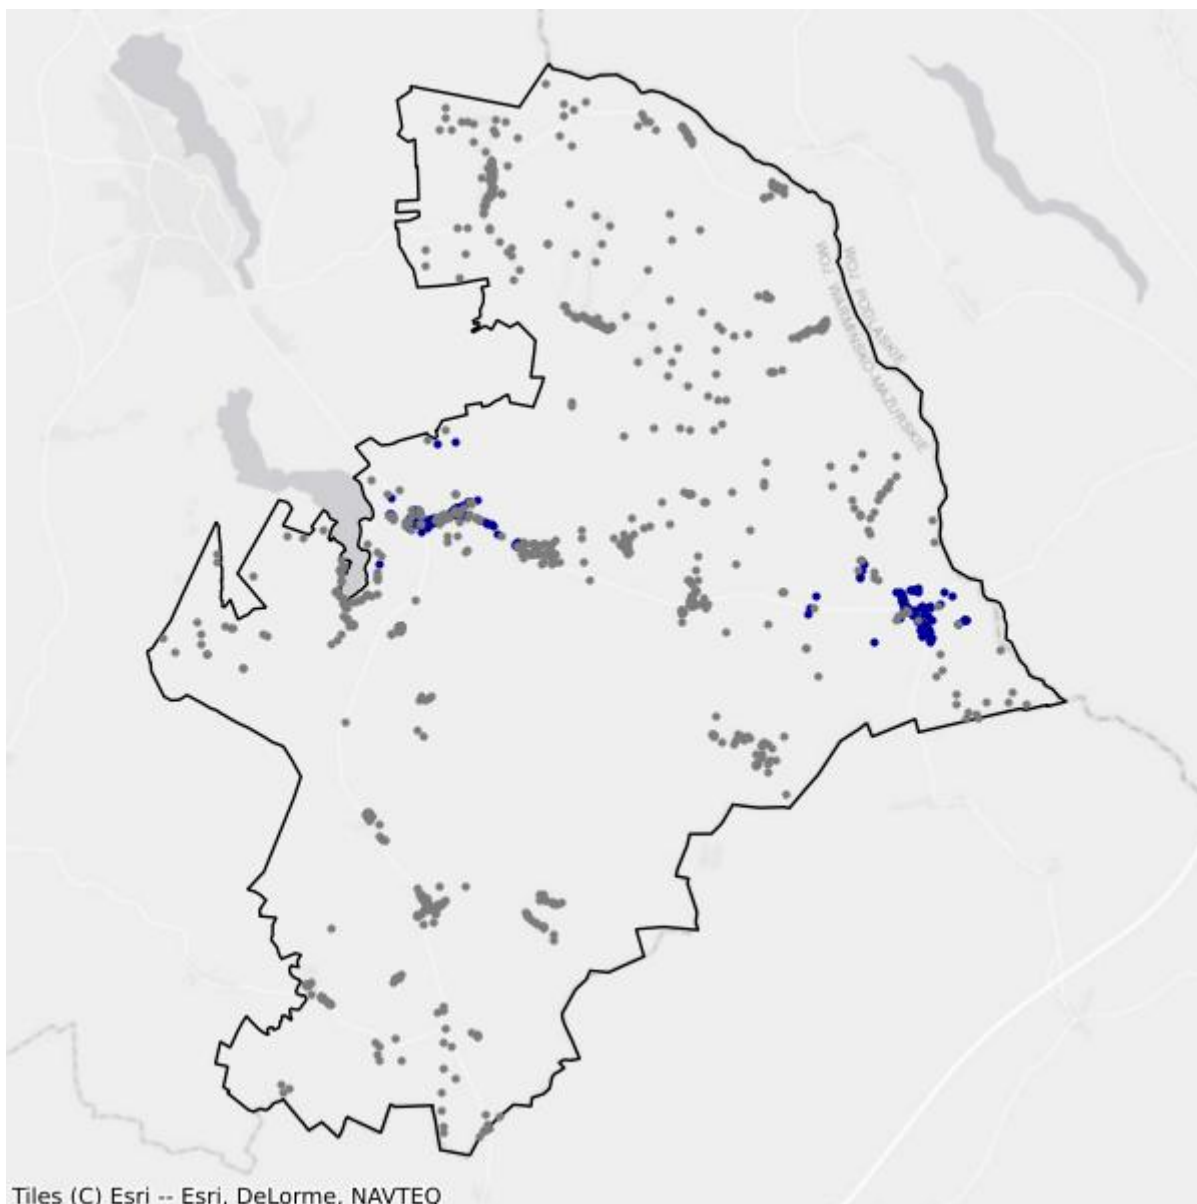 WOJ. PODLASKIE
WOJ. WARMIŃSKO-MAZURSKIE
Tiles (C) Esri -- Esri, DeLorme, NAVTEQ